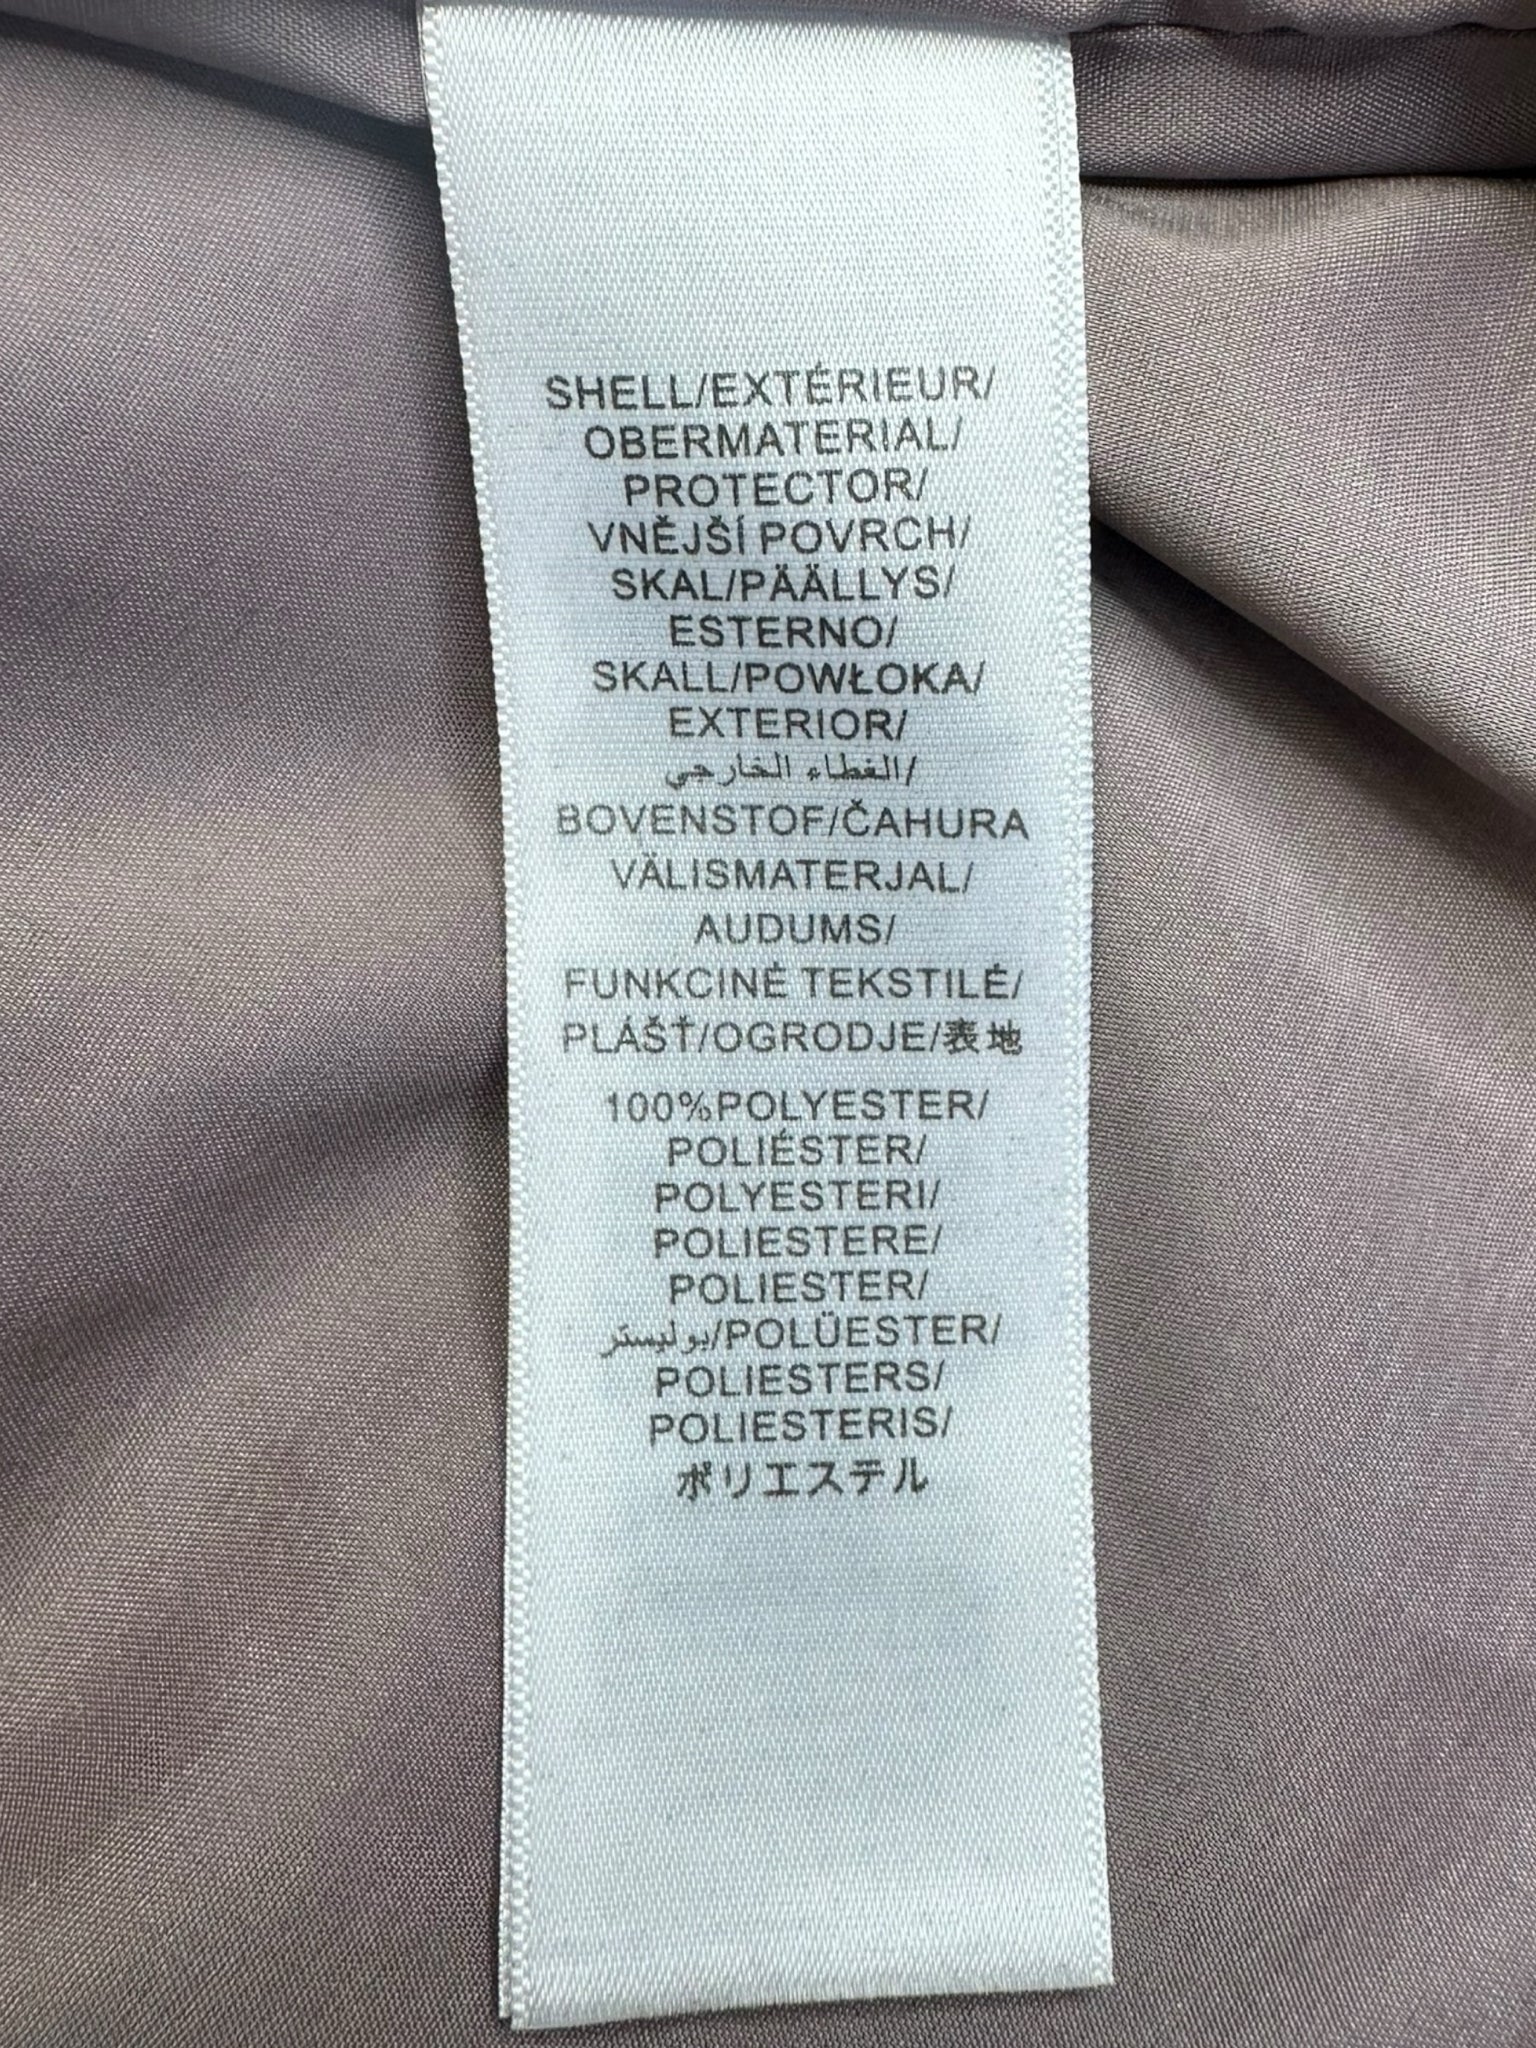 SHELL/EXTÉRIEUR/
OBERMATERIAL/
PROTECTOR/
VNĚJŠÍ POVRCH/
SKAL/PÄÄLLYS/
ESTERNO/
SKALL/POWŁOKA/
EXTERIOR/
الغطاء الخارجي/
BOVENSTOF/ČAHURA
VÄLISMATERJAL/
AUDUMS/
FUNKCINĖ TEKSTILĖ/
PLÁŠŤ/OGRODJE/表地
100%POLYESTER/
POLIÉSTER/
POLYESTERI/
POLIESTERE/
POLIESTER/
بوليستر/POLÜESTER/
POLIESTERS/
POLIESTERIS/
ポリエステル